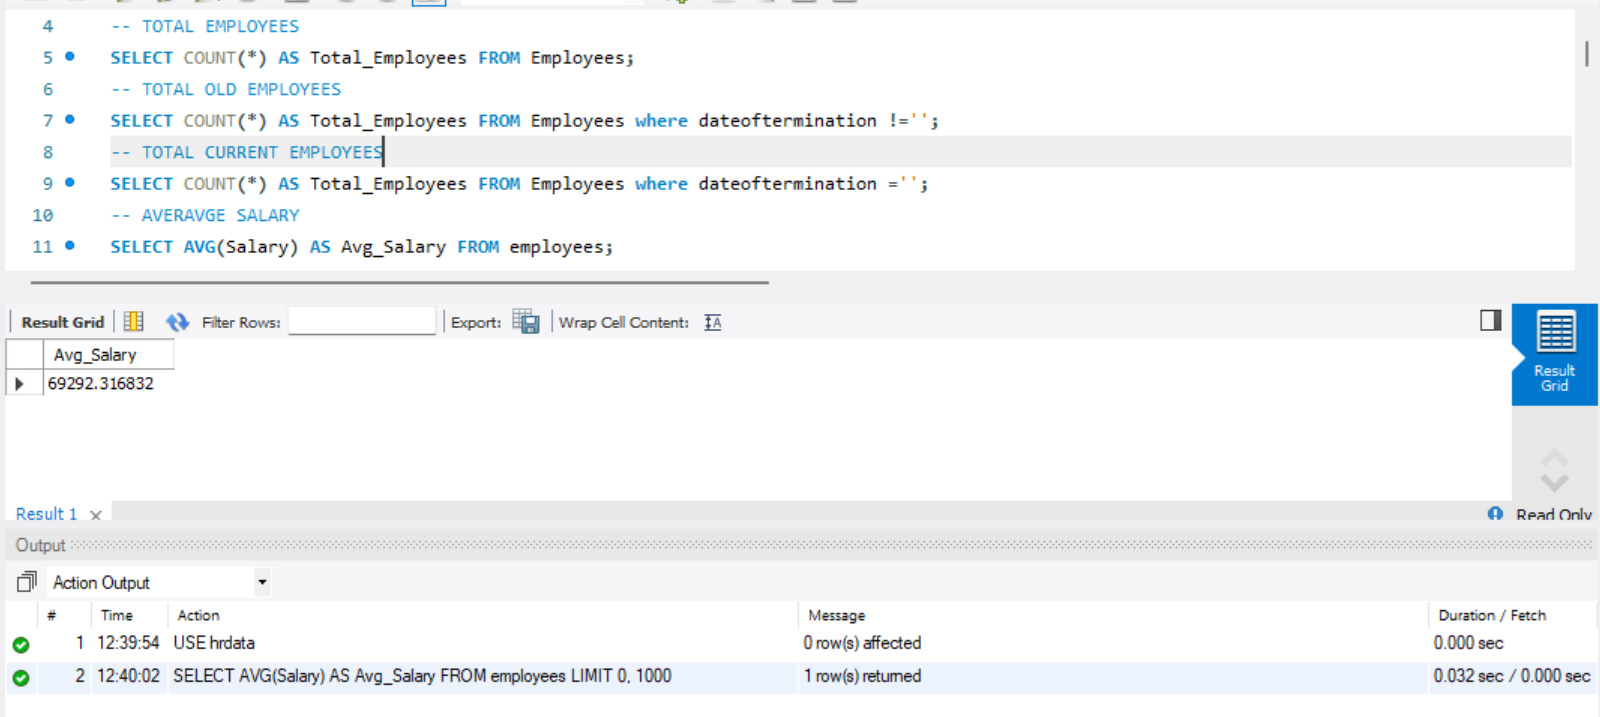 4 -- TOTAL EMPLOYEES
5 SELECT COUNT(*) AS Total_Employees FROM Employees;
6 -- TOTAL OLD EMPLOYEES
7 SELECT COUNT(*) AS Total_Employees FROM Employees where dateoftermination !='';
8 -- TOTAL CURRENT EMPLOYEES
9 SELECT COUNT(*) AS Total_Employees FROM Employees where dateoftermination ='';
10 -- AVERAVGE SALARY
11 SELECT AVG(Salary) AS Avg_Salary FROM employees;
Result Grid Filter Rows: Export: Wrap Cell Content:
Avg_Salary
69292.316832
Result
Grid
Result 1 Read Only
Output
Action Output
# Time Action Message Duration / Fetch
1 12:39:54 USE hrdata 0 row(s) affected 0.000 sec
2 12:40:02 SELECT AVG(Salary) AS Avg_Salary FROM employees LIMIT 0, 1000 1 row(s) returned 0.032 sec / 0.000 sec